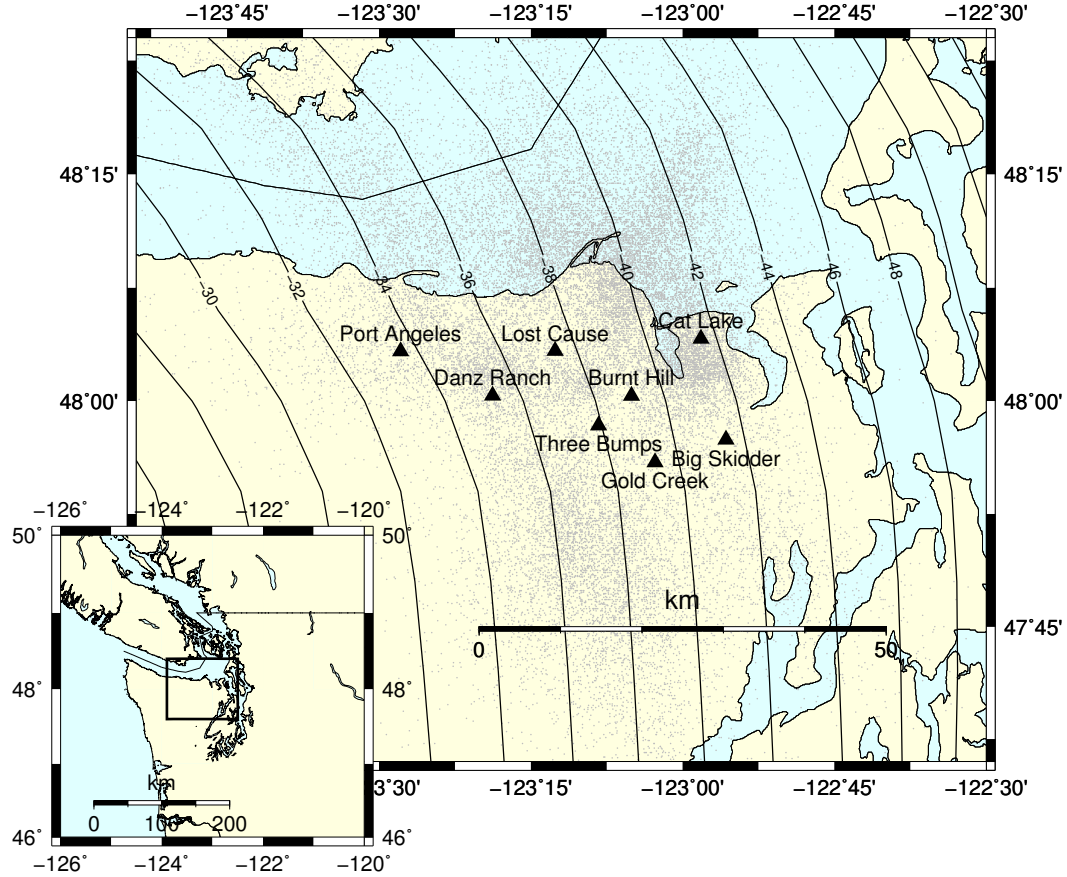 −123˚45' −123˚30' −123˚15' −123˚00' −122˚45' −122˚30'
48˚15' 48˚15'
−30 −32 −34 −36 −38 −40 −42 −44 −46 −48
Cat Lake
Port Angeles Lost Cause
Danz Ranch Burnt Hill
48˚00' 48˚00'
Three Bumps
Big Skidder
Gold Creek
−126˚ −124˚ −122˚ −120˚
50˚ 50˚
km
0 50
47˚45'
48˚ 48˚
3˚30' −123˚15' −123˚00' −122˚45' −122˚30'
km
0 100 200
46˚ 46˚
−126˚ −124˚ −122˚ −120˚